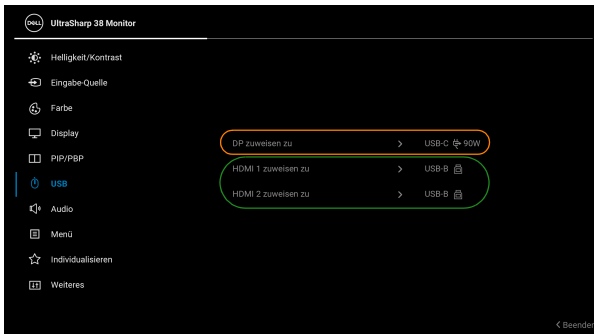 DELL UltraSharp 38 Monitor
Helligkeit/Kontrast
Eingabe-Quelle
Farbe
Display
DP zuweisen zu > USB-C 90W
PIP/PBP
HDMI 1 zuweisen zu > USB-B
USB
HDMI 2 zuweisen zu > USB-B
Audio
Menü
Individualisieren
Weiteres
< Beenden